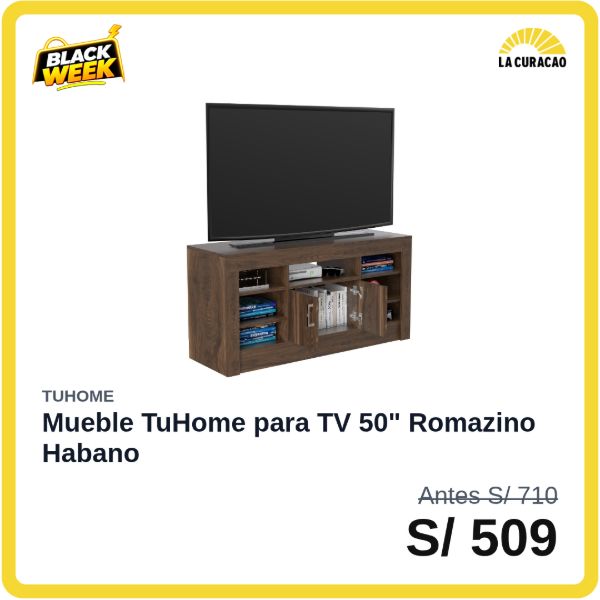 BLACK
WEEK
LA CURACAO
TUHOME
Mueble TuHome para TV 50" Romazino
Habano
Antes S/ 710
S/ 509